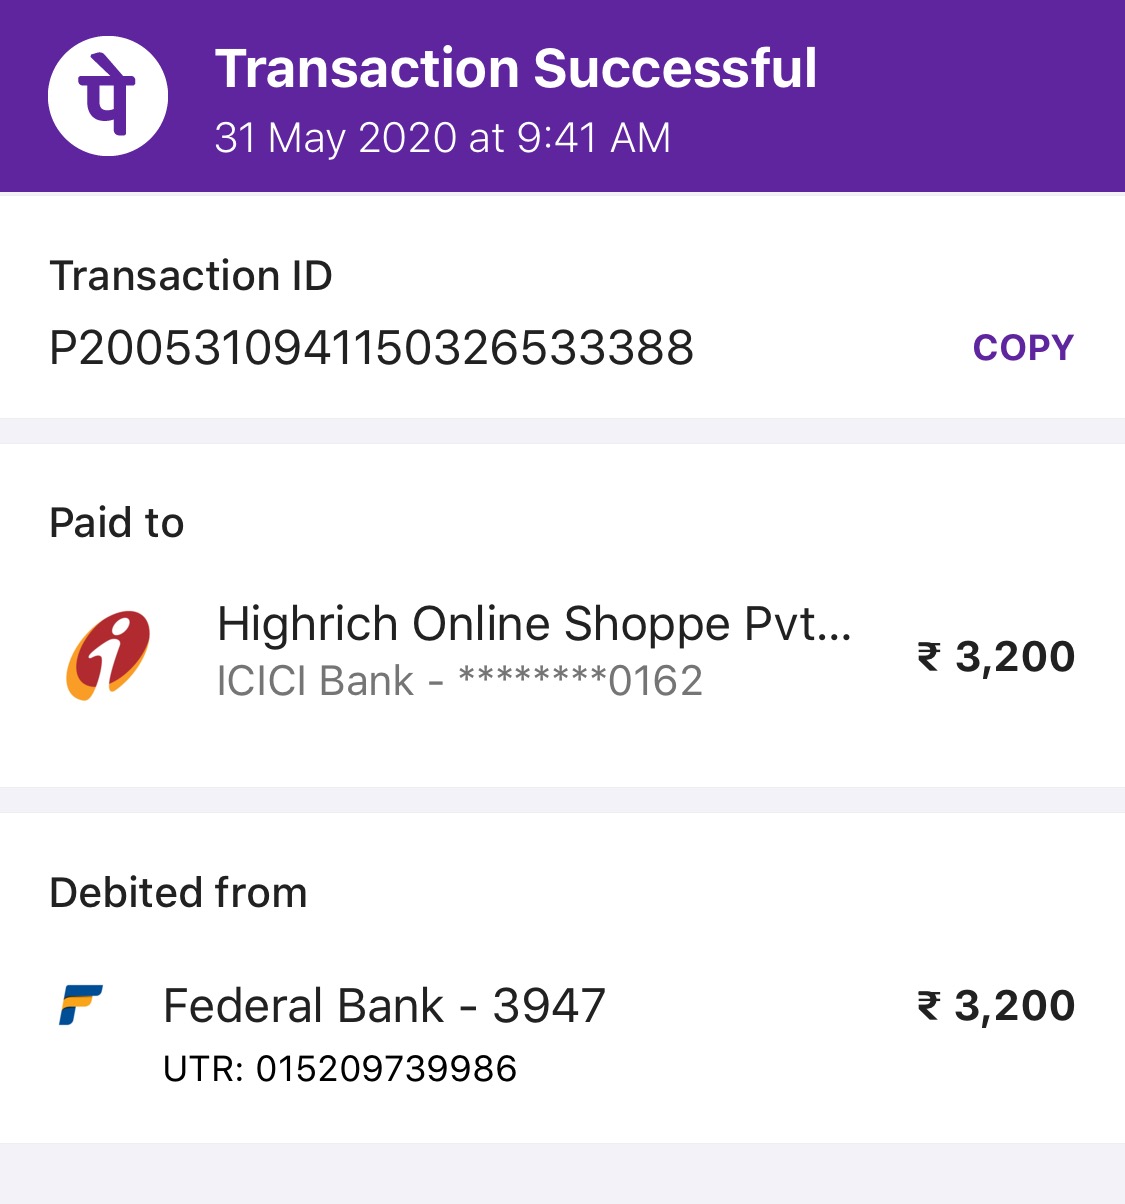 पे
Transaction Successful
31 May 2020 at 9:41 AM
Transaction ID
P2005310941150326533388
COPY
Paid to
Highrich Online Shoppe Pvt...
ICICI Bank - ********0162
₹ 3,200
Debited from
Federal Bank - 3947
₹ 3,200
UTR: 015209739986